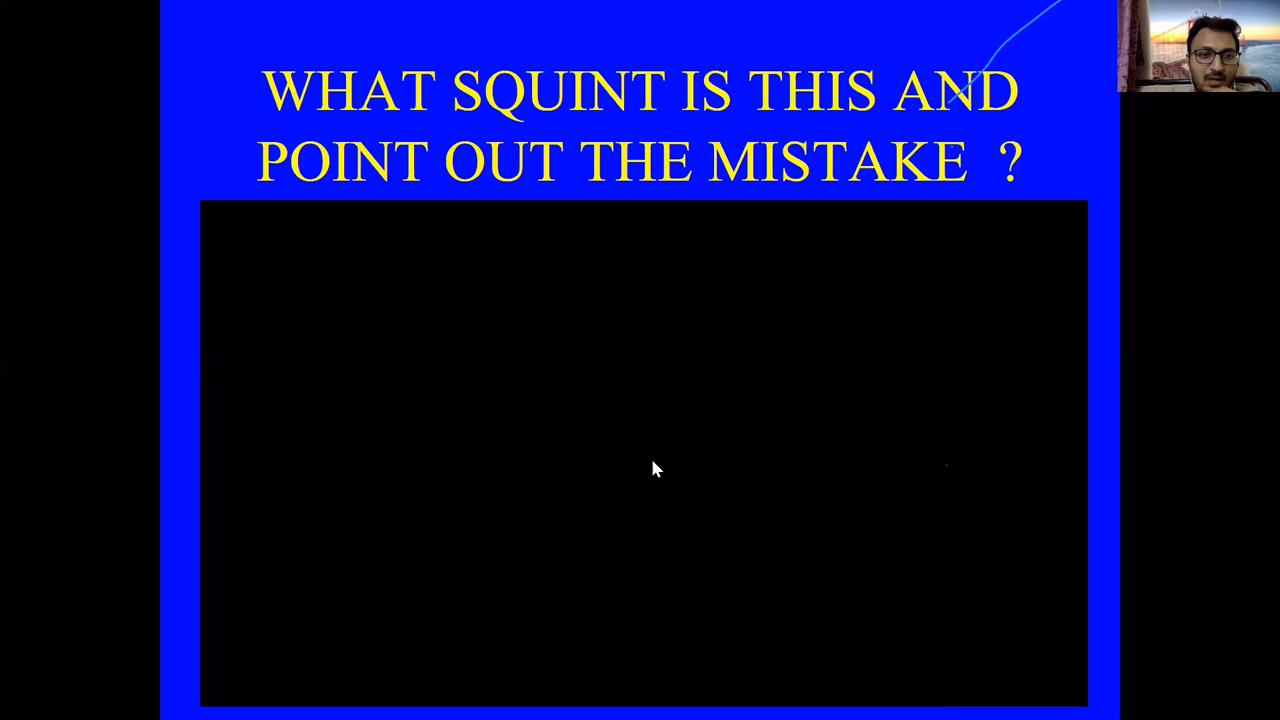 WHAT SQUINT IS THIS AND
POINT OUT THE MISTAKE ?